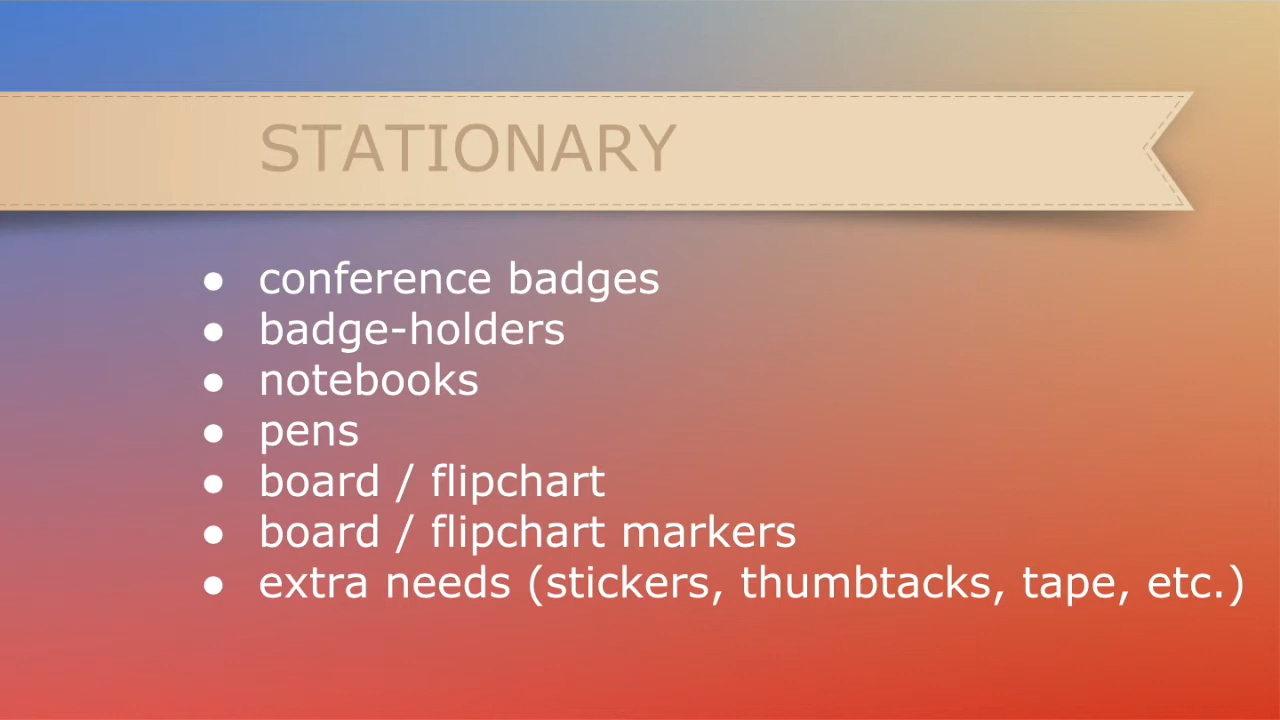 STATIONARY
● conference badges
● badge-holders
● notebooks
● pens
● board / flipchart
● board / flipchart markers
● extra needs (stickers, thumbtacks, tape, etc.)